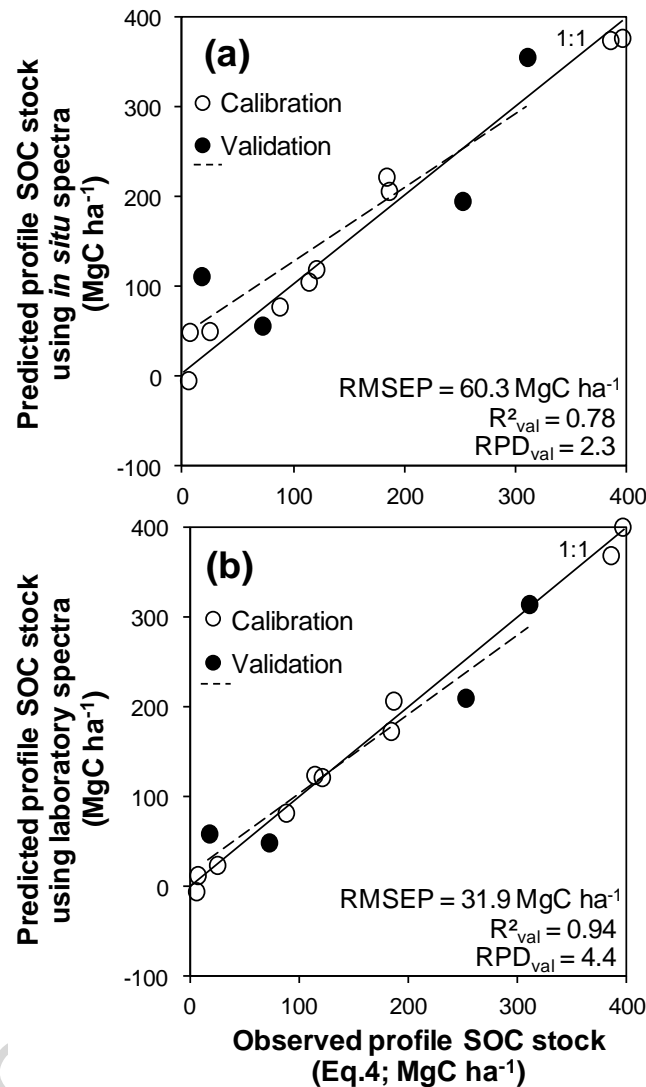 400
(a)
1:1
Calibration
300
Validation
200
100
0
RMSEP = 60.3 MgC ha⁻¹
R²val = 0.78
RPDval = 2.3
-100
0 100 200 300 400
Predicted profile SOC stock
using in situ spectra
(MgC ha⁻¹)
400
(b)
1:1
Calibration
300
Validation
200
100
0
RMSEP = 31.9 MgC ha⁻¹
R²val = 0.94
RPDval = 4.4
-100
0 100 200 300 400
Predicted profile SOC stock
using laboratory spectra
(MgC ha⁻¹)
Observed profile SOC stock
(Eq.4; MgC ha⁻¹)